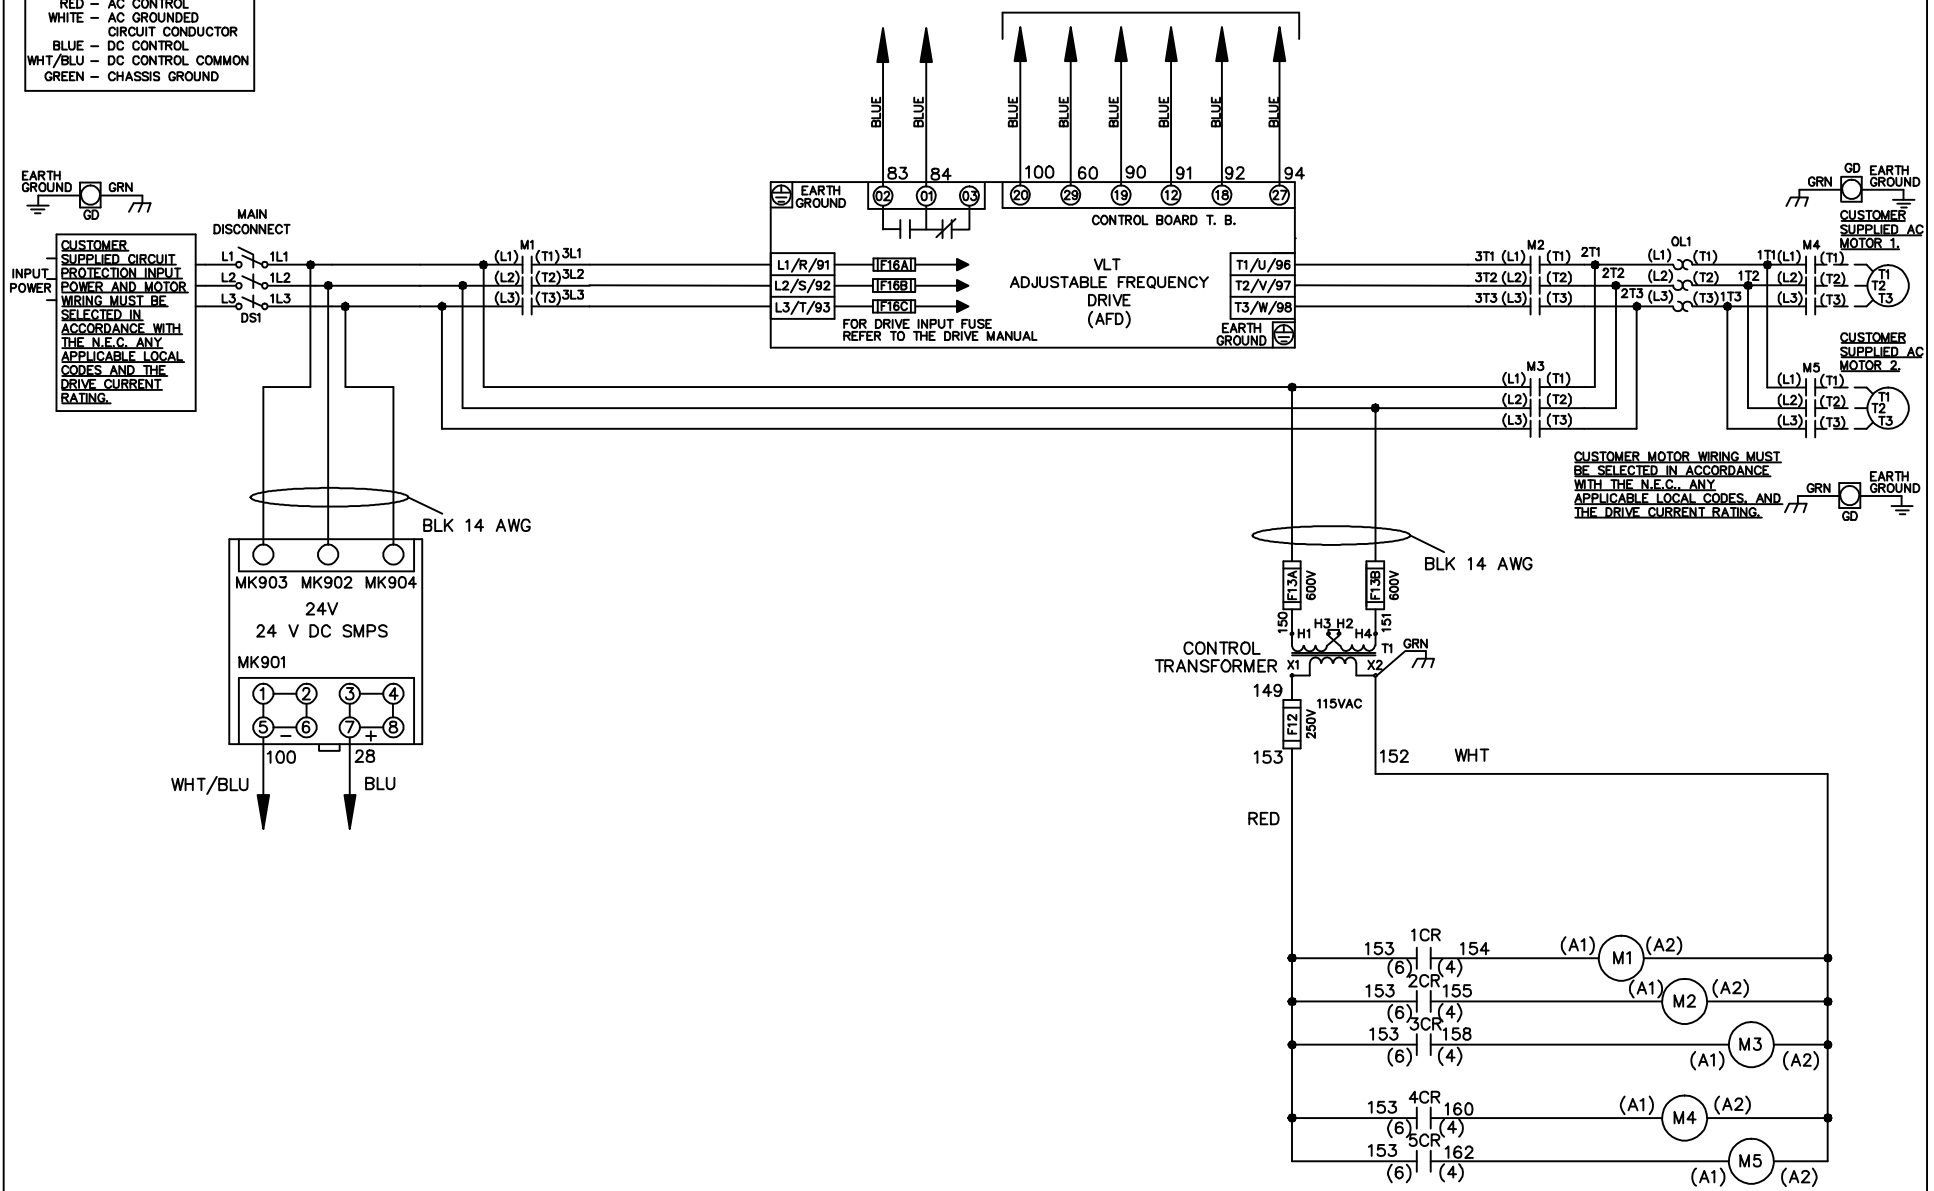 RED – AC CONTROL
WHITE – AC GROUNDED
CIRCUIT CONDUCTOR
BLUE – DC CONTROL
WHT/BLU – DC CONTROL COMMON
GREEN – CHASSIS GROUND
BLUE
BLUE
BLUE
BLUE
BLUE
BLUE
BLUE
BLUE
83 84 100 60 90 91 92 94
EARTH
GROUND
GRN
GD
MAIN
DISCONNECT
INPUT
POWER
CUSTOMER
SUPPLIED CIRCUIT
PROTECTION INPUT
POWER AND MOTOR
WIRING MUST BE
SELECTED IN
ACCORDANCE WITH
THE N.E.C. ANY
APPLICABLE LOCAL
CODES AND THE
DRIVE CURRENT
RATING.
L1 1L1
L2 1L2
L3 1L3
DS1
M1
(L1) (T1) 3L1
(L2) (T2) 3L2
(L3) (T3) 3L3
EARTH
GROUND
02 01 03
20 29 19 12 18 27
CONTROL BOARD T. B.
L1/R/91 F16A
L2/S/92 F16B
L3/T/93 F16C
FOR DRIVE INPUT FUSE
REFER TO THE DRIVE MANUAL
VLT
ADJUSTABLE FREQUENCY
DRIVE
(AFD)
T1/U/96
T2/V/97
T3/W/98
EARTH
GROUND
M2
3T1 (L1) (T1) 2T1
3T2 (L2) (T2) 2T2
3T3 (L3) (T3) 2T3
OL1
(L1) (T1) 1T1
(L2) (T2) 1T2
(L3) (T3) 1T3
M4
(L1) (T1)
(L2) (T2)
(L3) (T3)
T1
T2
T3
GRN
GD
EARTH
GROUND
CUSTOMER
SUPPLIED AC
MOTOR 1.
M3
(L1) (T1)
(L2) (T2)
(L3) (T3)
CUSTOMER
SUPPLIED AC
MOTOR 2.
M5
(L1) (T1)
(L2) (T2)
(L3) (T3)
T1
T2
T3
CUSTOMER MOTOR WIRING MUST
BE SELECTED IN ACCORDANCE
WITH THE N.E.C., ANY
APPLICABLE LOCAL CODES, AND
THE DRIVE CURRENT RATING.
GRN
GD
EARTH
GROUND
BLK 14 AWG
MK903 MK902 MK904
24V
24 V DC SMPS
MK901
1 2 3 4
5 6 7 8
– +
100 28
WHT/BLU BLU
BLK 14 AWG
F13A
600V
F13B
600V
150 151
H1 H3 H2 H4
T1
GRN
CONTROL
TRANSFORMER
X1 X2
149
115VAC
F12
250V
153
152 WHT
RED
1CR
153 154 (A1) M1 (A2)
(6) (4)
2CR
153 155 (A1) M2 (A2)
(6) (4)
3CR
153 158 M3
(6) (4) (A1) (A2)
4CR
153 160 (A1) M4 (A2)
(6) (4)
5CR
153 162 M5
(6) (4) (A1) (A2)